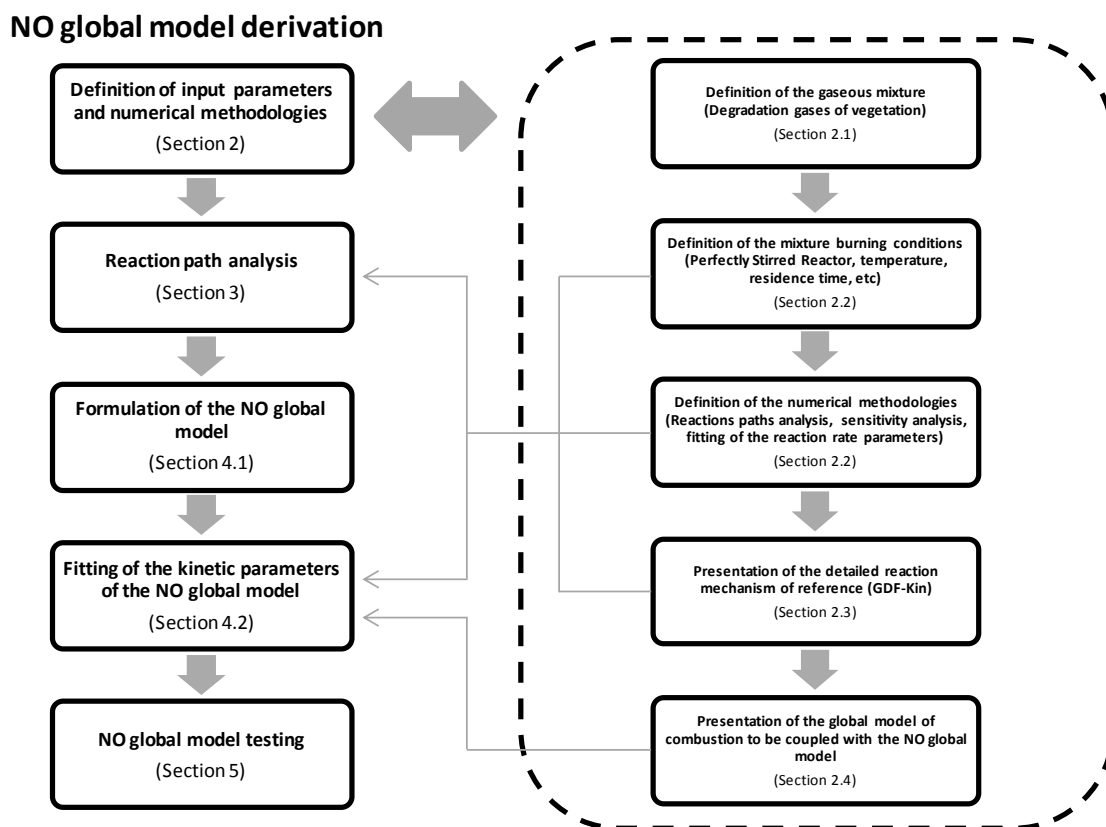 NO global model derivation
Definition of input parameters
and numerical methodologies
(Section 2)
Reaction path analysis
(Section 3)
Formulation of the NO global
model
(Section 4.1)
Fitting of the kinetic parameters
of the NO global model
(Section 4.2)
NO global model testing
(Section 5)
Definition of the gaseous mixture
(Degradation gases of vegetation)
(Section 2.1)
Definition of the mixture burning conditions
(Perfectly Stirred Reactor, temperature,
residence time, etc)
(Section 2.2)
Definition of the numerical methodologies
(Reactions paths analysis, sensitivity analysis,
fitting of the reaction rate parameters)
(Section 2.2)
Presentation of the detailed reaction
mechanism of reference (GDF-Kin)
(Section 2.3)
Presentation of the global model of
combustion to be coupled with the NO global
model
(Section 2.4)